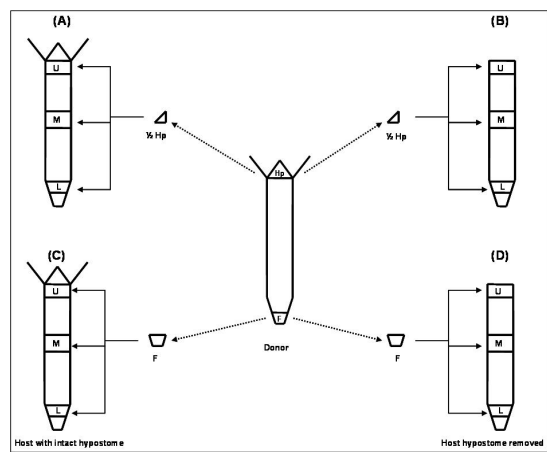 (A)
U
M
L
½ Hp
(B)
U
M
L
½ Hp
Hp
F
Donor
(C)
U
M
L
F
Host with intact hypostome
(D)
U
M
L
F
Host hypostome removed